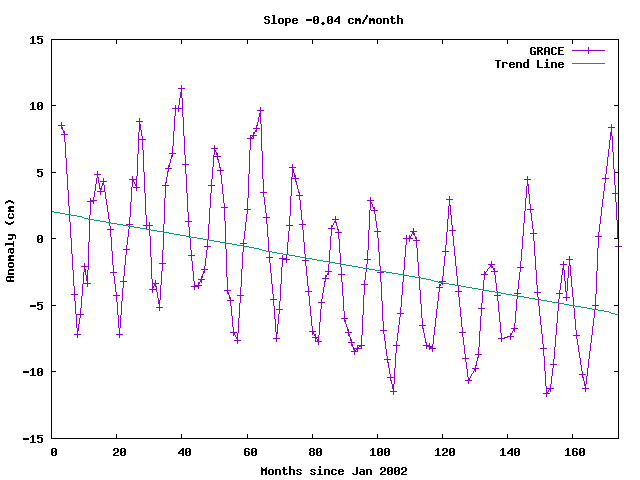 Slope -0.04 cm/month
GRACE
Trend Line
15
10
5
0
-5
-10
-15
Anomaly (cm)
0 20 40 60 80 100 120 140 160
Months since Jan 2002